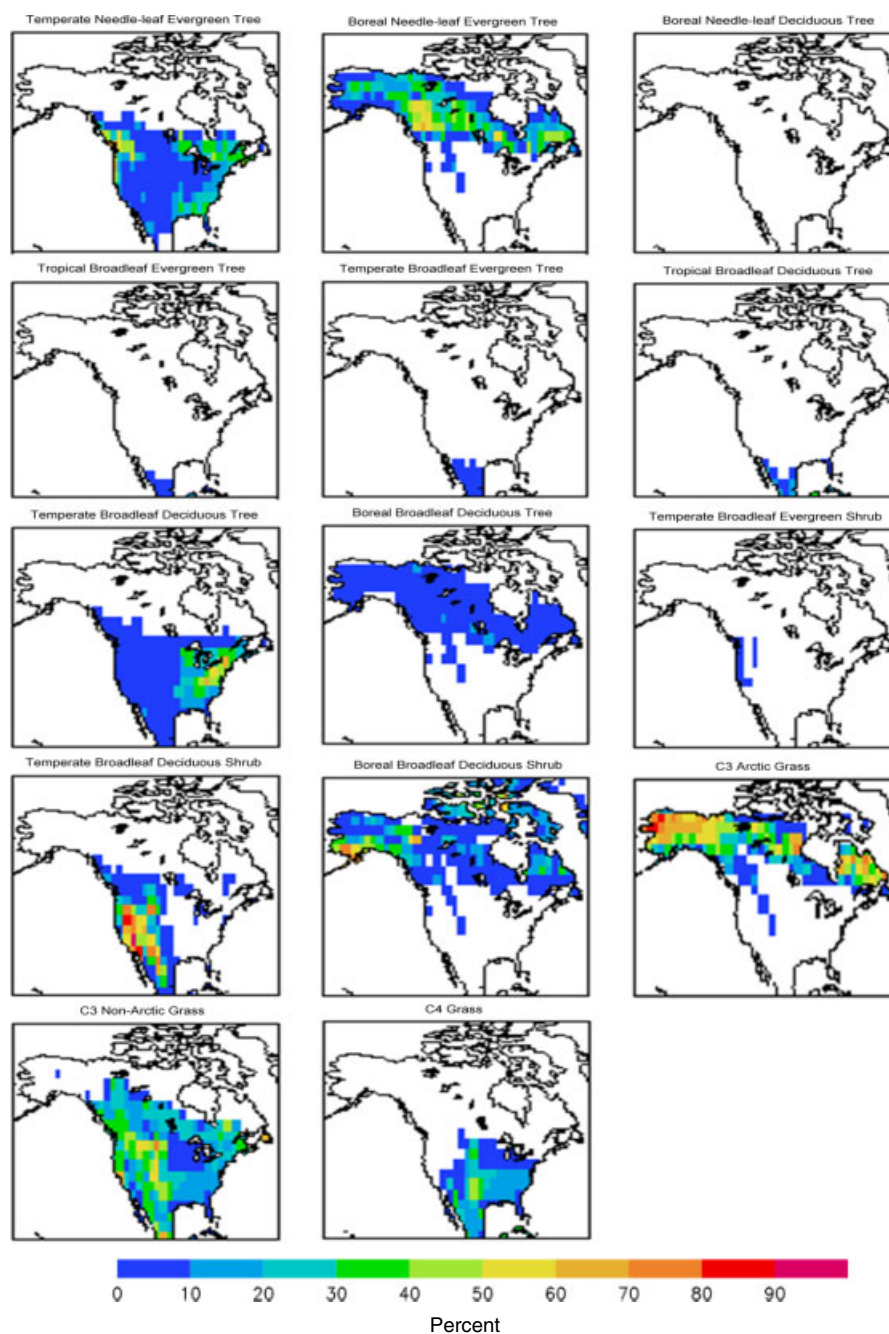 Temperate Needle-leaf Evergreen Tree
Boreal Needle-leaf Evergreen Tree
Boreal Needle-leaf Deciduous Tree
Tropical Broadleaf Evergreen Tree
Temperate Broadleaf Evergreen Tree
Tropical Broadleaf Deciduous Tree
Temperate Broadleaf Deciduous Tree
Boreal Broadleaf Deciduous Tree
Temperate Broadleaf Evergreen Shrub
Temperate Broadleaf Deciduous Shrub
Boreal Broadleaf Deciduous Shrub
C3 Arctic Grass
C3 Non-Arctic Grass
C4 Grass
0 10 20 30 40 50 60 70 80 90
Percent